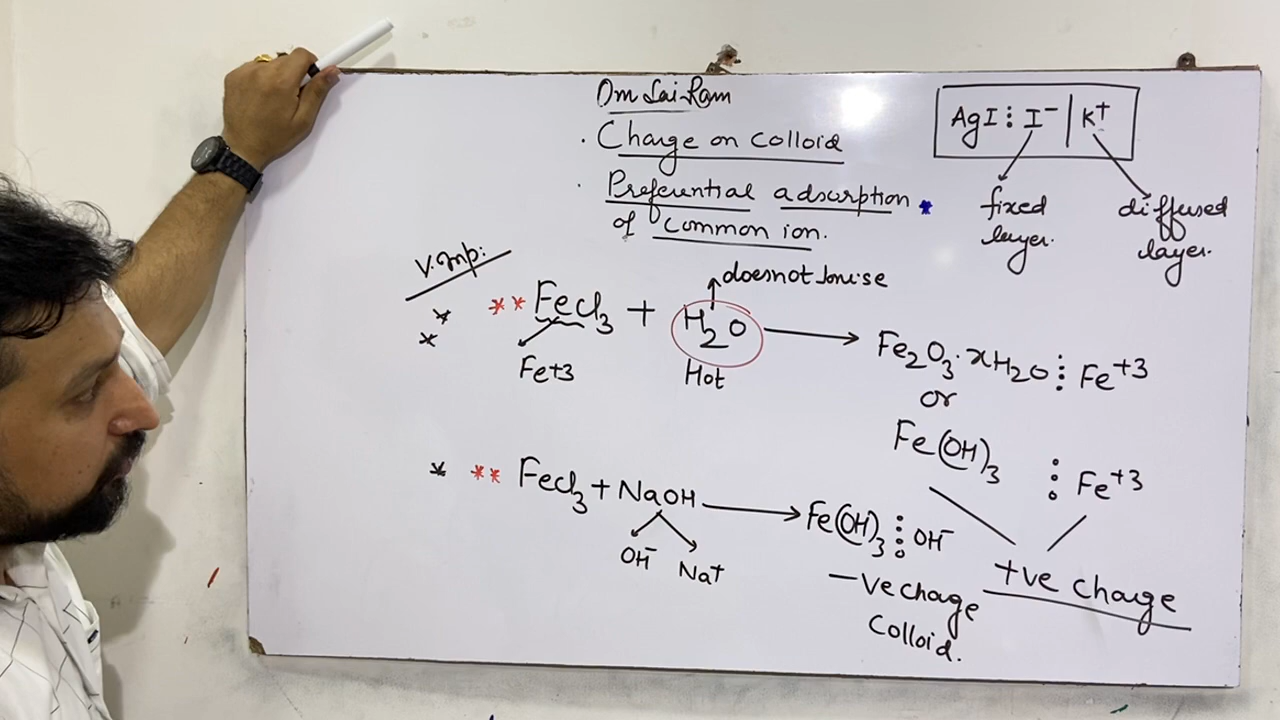 Om Sai Ram
. Charge on Colloid
. Preferential adsorption *
of Common ion.
AgI ⋮ I⁻ | K⁺
fixed layer.
diffused layer.
V.Imp:
* *
** FeCl₃ + H₂O ⟶ Fe₂O₃·xH₂O ⋮ Fe⁺³
doesnot Ionise
Fe+3
Hot
or
Fe(OH)₃ ⋮ Fe⁺³
+ve charge
* ** FeCl₃ + NaOH ⟶ Fe(OH)₃ ⋮ OH⁻
OH⁻ Na⁺
-ve charge
Colloid.